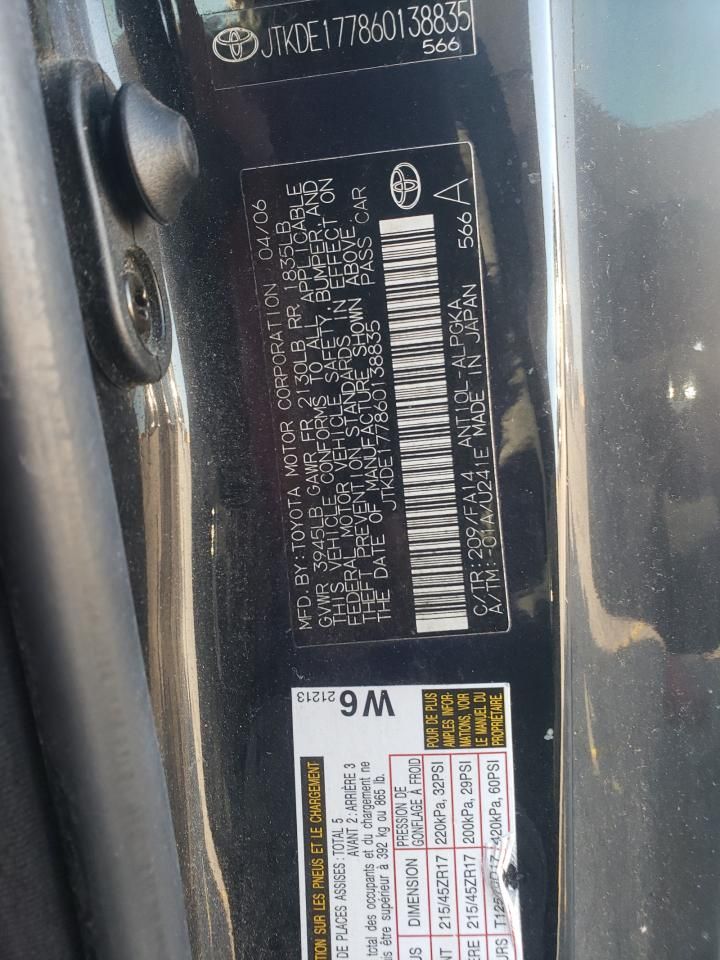 JTKDE177860138835
566
MFD. BY:TOYOTA MOTOR CORPORATION 04/06
GVWR 3945LB GAWR FR 2130LB RR 1835LB
THIS VEHICLE CONFORMS TO ALL APPLICABLE
FEDERAL MOTOR VEHICLE SAFETY, BUMPER, AND
THEFT PREVENTION STANDARDS IN EFFECT ON
THE DATE OF MANUFACTURE SHOWN ABOVE.
JTKDE177860138835 PASS CAR
C/TR:209/FA14 ANT10L-ALPGKA 566 A
A/TM:-01A/U241E MADE IN JAPAN
21213
W6
SUR LES PNEUS ET LE CHARGEMENT
DE PLACES ASSISES : TOTAL 5
AVANT 2 : ARRIÈRE 3
total des occupants et du chargement ne
être supérieur à 392 kg ou 865 lb.
DIMENSION PRESSION DE GONFLAGE À FROID
215/45ZR17 220kPa, 32PSI
215/45ZR17 200kPa, 29PSI
420kPa, 60PSI
POUR DE PLUS
AMPLES INFOR-
MATIONS, VOIR
LE MANUEL DU
PROPRIÉTAIRE.